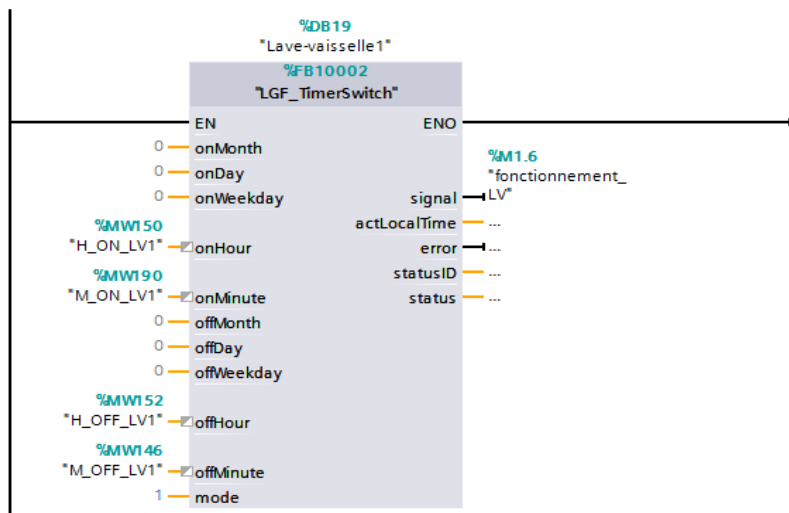 %DB19
"Lave-vaisselle1"
%FB10002
"LGF_TimerSwitch"
EN ENO
0 onMonth
0 onDay
0 onWeekday
%M1.6
"fonctionnement_
LV"
signal
actLocalTime ...
%MW150
"H_ON_LV1" onHour
error ...
statusID ...
%MW190
"M_ON_LV1" onMinute
status ...
0 offMonth
0 offDay
0 offWeekday
%MW152
"H_OFF_LV1" offHour
%MW146
"M_OFF_LV1" offMinute
1 mode